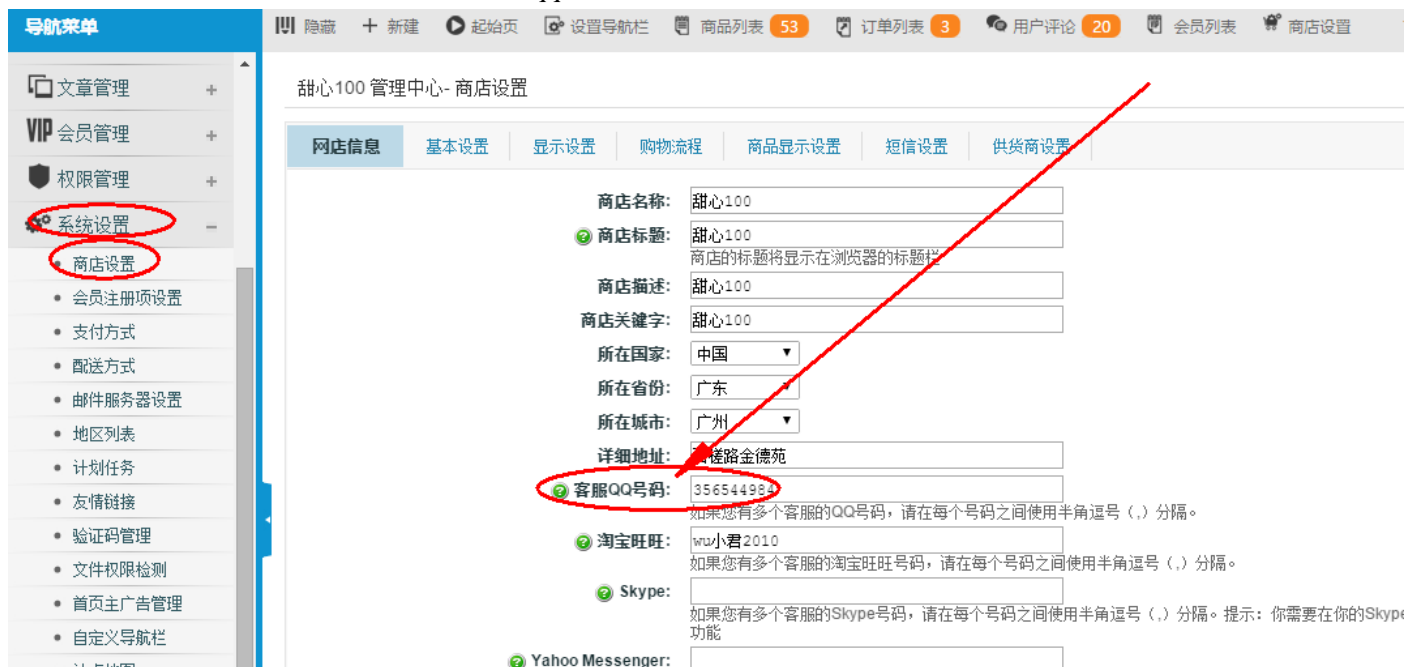 导航菜单
隐藏 新建 起始页 设置导航栏 商品列表 53 订单列表 3 用户评论 20 会员列表 商店设置
文章管理 +
VIP 会员管理 +
权限管理 +
系统设置 -
商店设置
会员注册项设置
支付方式
配送方式
邮件服务器设置
地区列表
计划任务
友情链接
验证码管理
文件权限检测
首页主广告管理
自定义导航栏
甜心100 管理中心- 商店设置
网店信息 基本设置 显示设置 购物流程 商品显示设置 短信设置 供货商设置
商店名称: 甜心100
商店标题: 甜心100
商店的标题将显示在浏览器的标题栏
商店描述: 甜心100
商店关键字: 甜心100
所在国家: 中国
所在省份: 广东
所在城市: 广州
详细地址: 槎路金德苑
客服QQ号码: 356544984
如果您有多个客服的QQ号码，请在每个号码之间使用半角逗号（,）分隔。
淘宝旺旺: wu小君2010
如果您有多个客服的淘宝旺旺号码，请在每个号码之间使用半角逗号（,）分隔。
Skype:
如果您有多个客服的Skype号码，请在每个号码之间使用半角逗号（,）分隔。提示：你需要在你的Skype
功能
Yahoo Messenger: